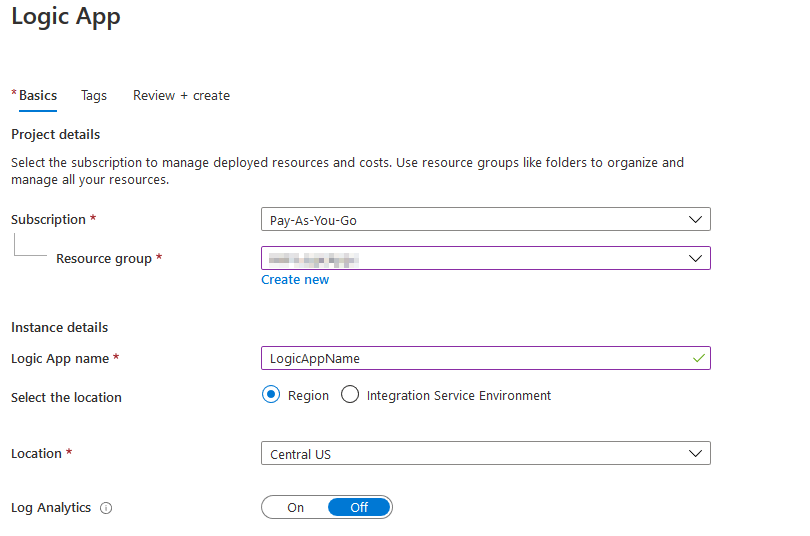 Logic App
* Basics Tags Review + create
Project details
Select the subscription to manage deployed resources and costs. Use resource groups like folders to organize and
manage all your resources.
Subscription * Pay-As-You-Go
Resource group *
Create new
Instance details
Logic App name * LogicAppName
Select the location Region Integration Service Environment
Location * Central US
Log Analytics On Off